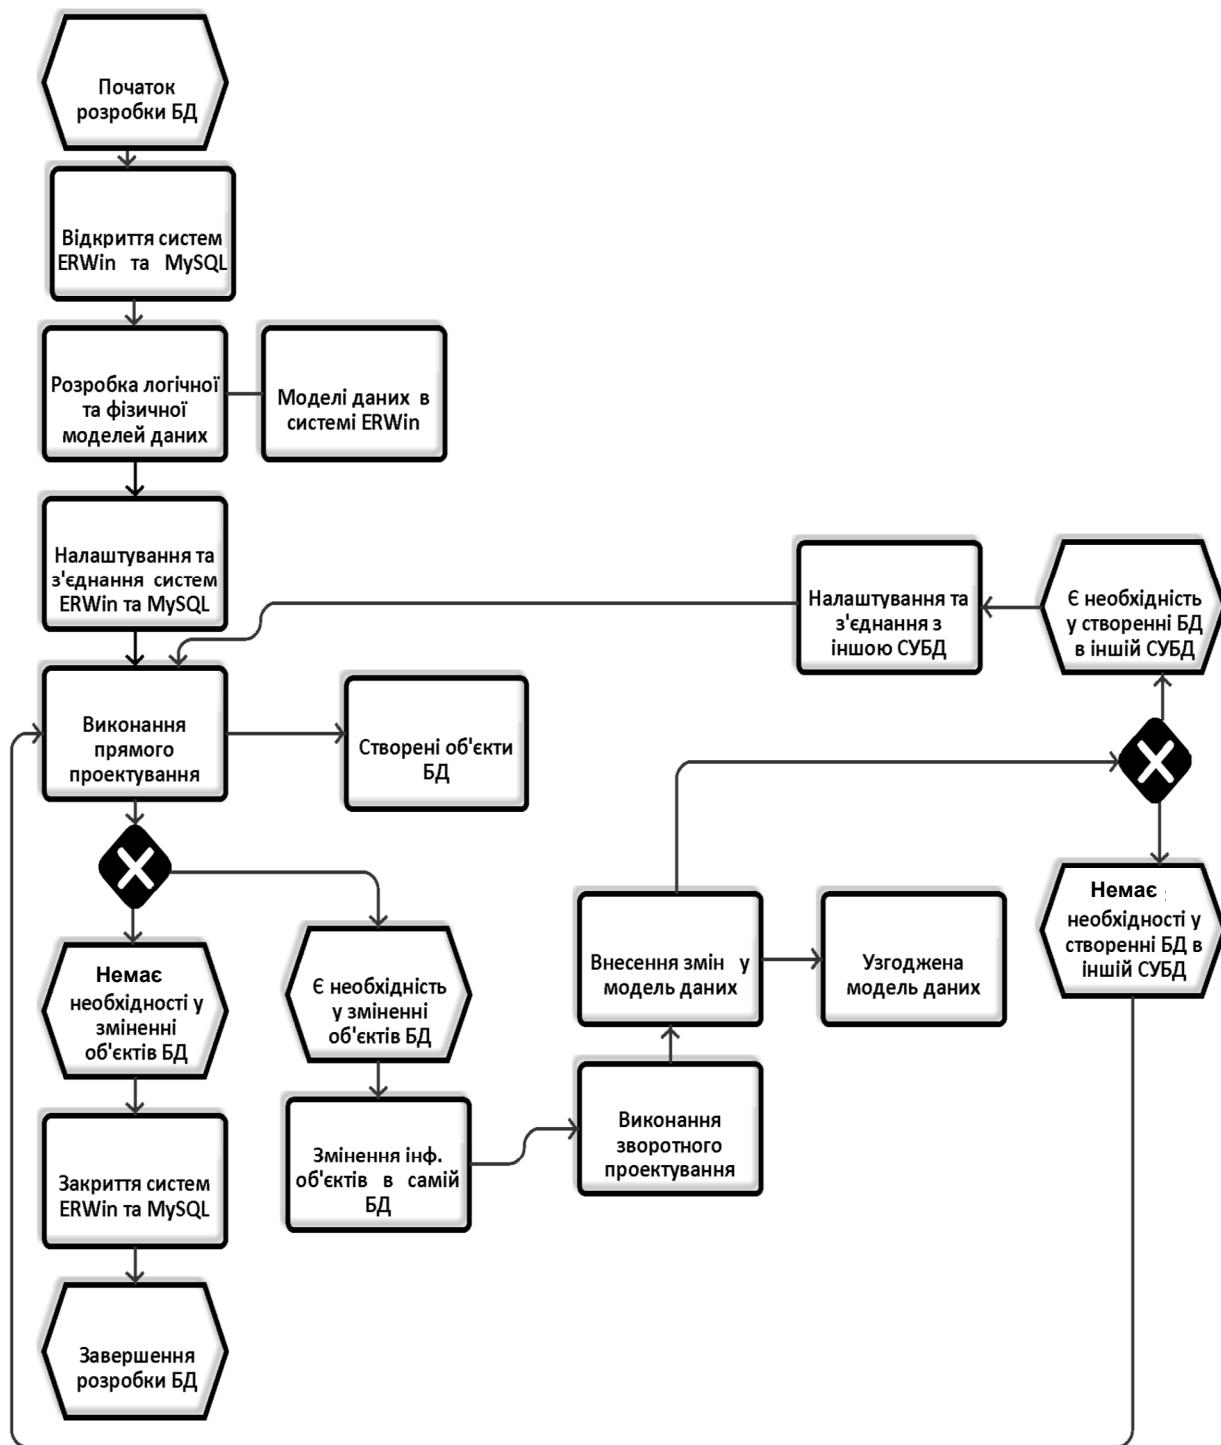 Початок
розробки БД
Відкриття систем
ERWin та MySQL
Розробка логічної
та фізичної
моделей даних
Моделі даних в
системі ERWin
Налаштування та
з'єднання систем
ERWin та MySQL
Налаштування та
з'єднання з
іншою СУБД
Є необхідність
у створенні БД
в іншій СУБД
Виконання
прямого
проектування
Створені об'єкти
БД
Немає
необхідності у
зміненні
об'єктів БД
Є необхідність
у зміненні
об'єктів БД
Внесення змін у
модель даних
Узгоджена
модель даних
Немає
необхідності у
створенні БД в
іншій СУБД
Закриття систем
ERWin та MySQL
Змінення інф.
об'єктів в самій
БД
Виконання
зворотного
проектування
Завершення
розробки БД